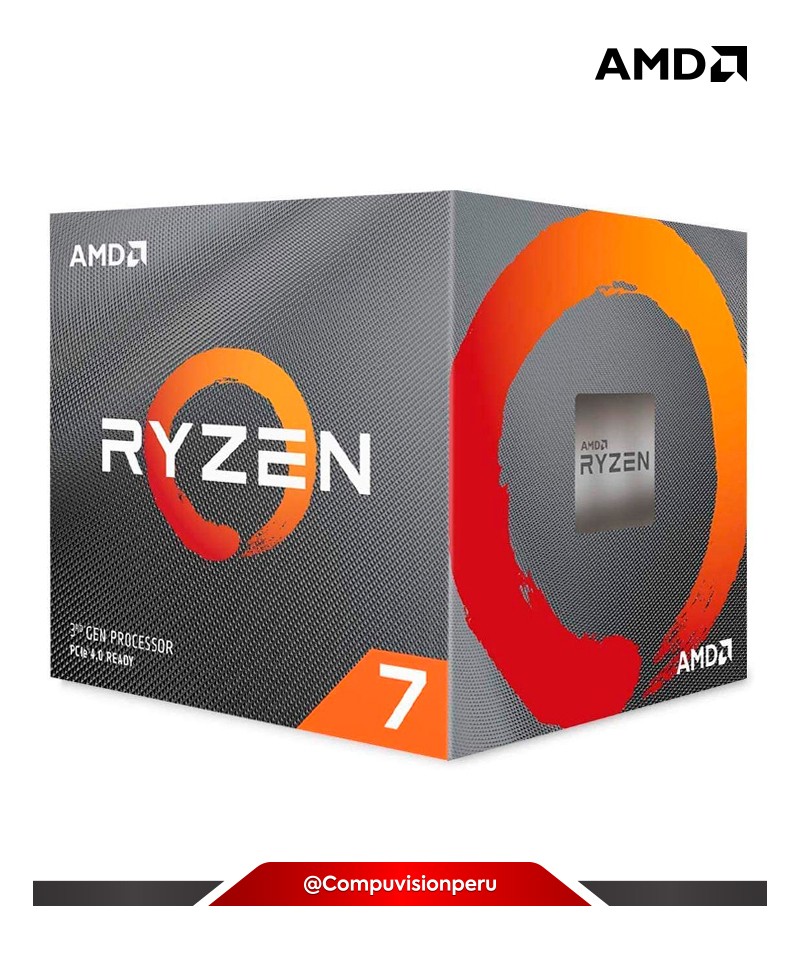 AMD
AMD
RYZEN
3RD GEN PROCESSOR
PCIe 4.0 READY
7
AMD
RYZEN
AMD
@Compuvisionperu